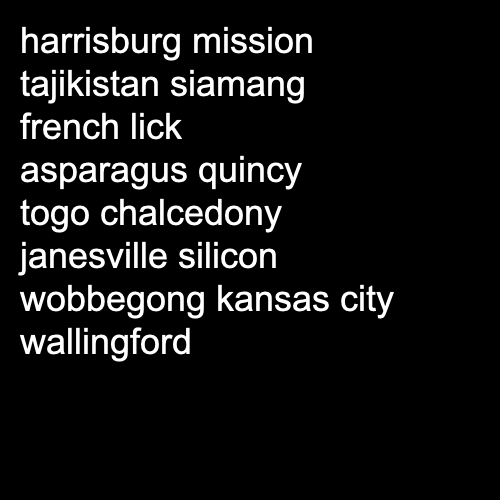 harrisburg mission
tajikistan siamang
french lick
asparagus quincy
togo chalcedony
janesville silicon
wobbegong kansas city
wallingford